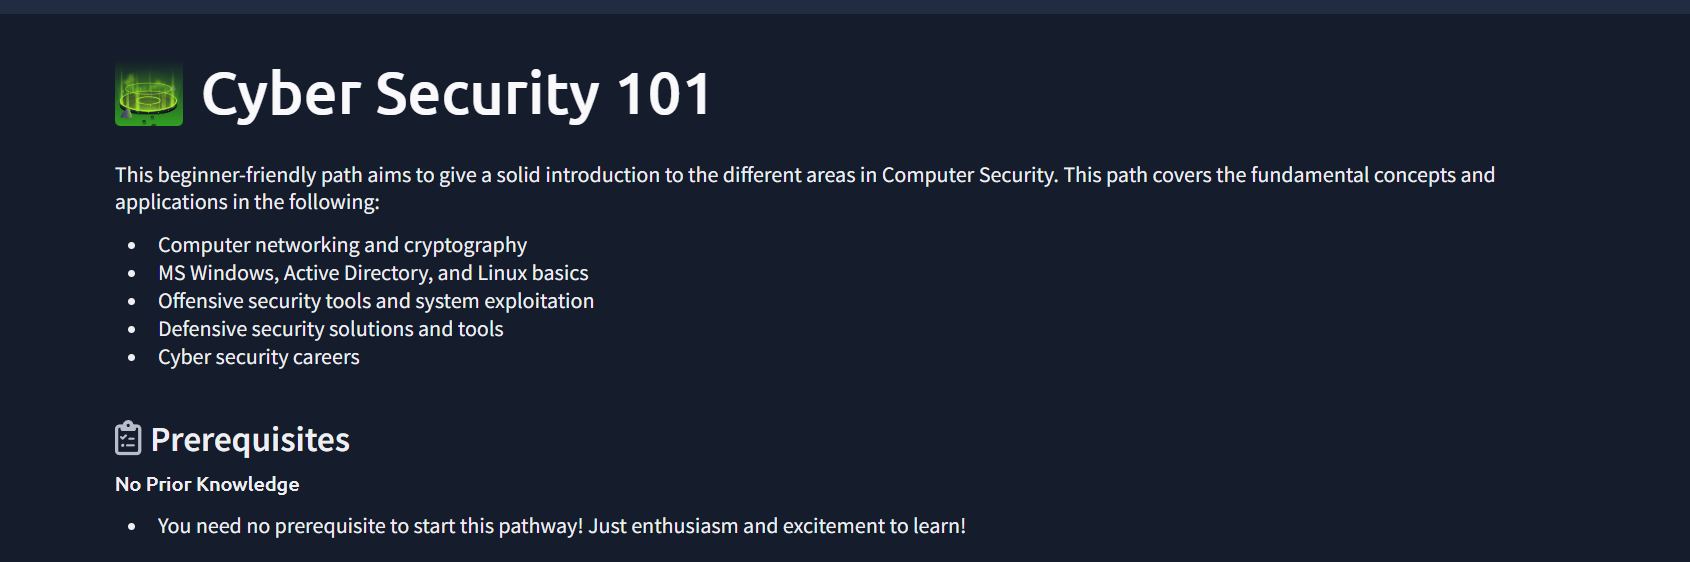 Cyber Security 101
This beginner-friendly path aims to give a solid introduction to the different areas in Computer Security. This path covers the fundamental concepts and
applications in the following:
• Computer networking and cryptography
• MS Windows, Active Directory, and Linux basics
• Offensive security tools and system exploitation
• Defensive security solutions and tools
• Cyber security careers
Prerequisites
No Prior Knowledge
• You need no prerequisite to start this pathway! Just enthusiasm and excitement to learn!